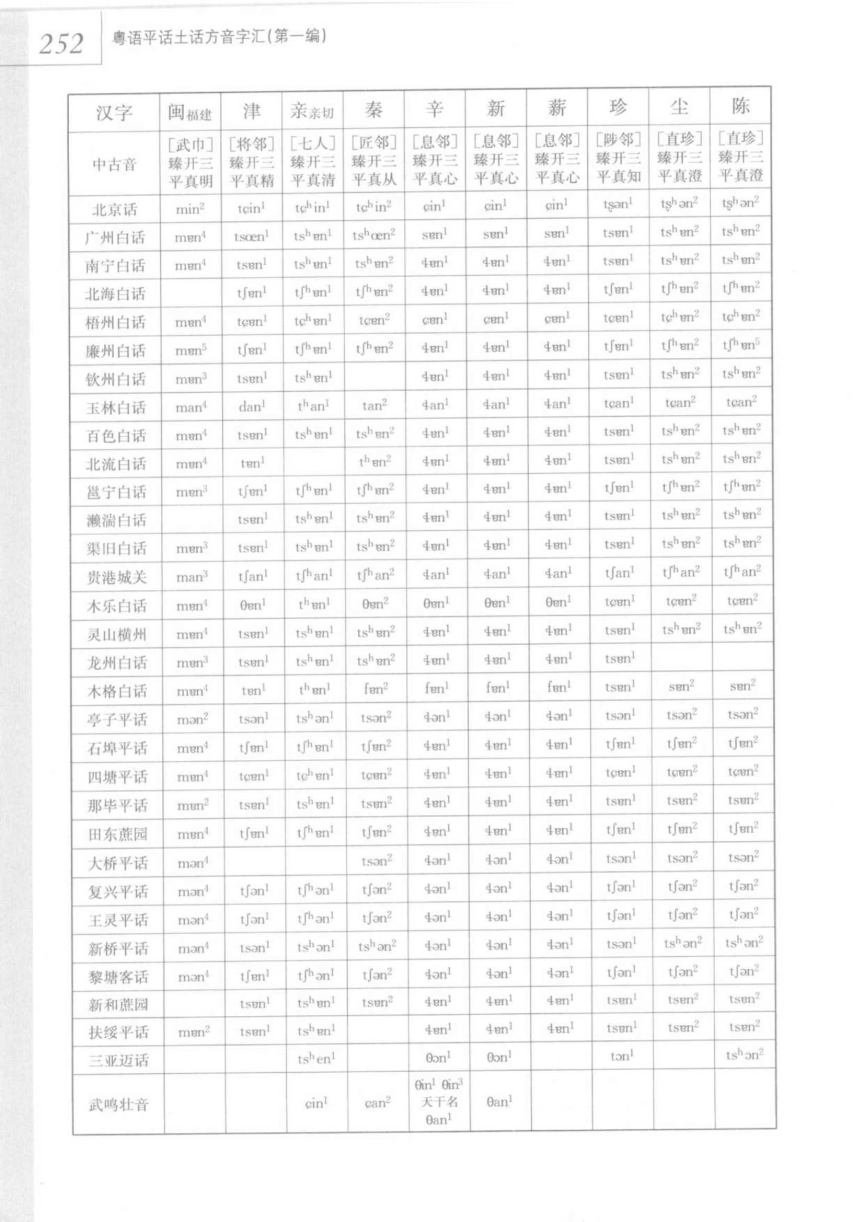 252 粤语平话土话方音字汇(第一编)
汉字 闽福建 津 亲亲切 秦 辛 新 薪 珍 尘 陈
中古音 [武巾]臻开三平真明 [将邻]臻开三平真精 [七人]臻开三平真清 [匠邻]臻开三平真从 [息邻]臻开三平真心 [息邻]臻开三平真心 [息邻]臻开三平真心 [陟邻]臻开三平真知 [直珍]臻开三平真澄 [直珍]臻开三平真澄
北京话 min² tɕin¹ tɕʰin¹ tɕʰin² ɕin¹ ɕin¹ ɕin¹ tʂən¹ tʂʰən² tʂʰən²
广州白话 mɐn⁴ tsœn¹ tsʰɐn¹ tsʰœn² sɐn¹ sɐn¹ sɐn¹ tsɐn¹ tsʰɐn² tsʰɐn²
南宁白话 mɐn⁴ tsɐn¹ tsʰɐn¹ tsʰɐn² ɬɐn¹ ɬɐn¹ ɬɐn¹ tsɐn¹ tsʰɐn² tsʰɐn²
北海白话 tʃɐn¹ tʃʰɐn¹ tʃʰɐn² ɬɐn¹ ɬɐn¹ ɬɐn¹ tʃɐn¹ tʃʰɐn² tʃʰɐn²
梧州白话 mɐn⁴ tɕɐn¹ tɕʰɐn¹ tɕɐn² ɕɐn¹ ɕɐn¹ ɕɐn¹ tɕɐn¹ tɕʰɐn² tɕʰɐn²
廉州白话 mɐn⁵ tʃɐn¹ tʃʰɐn¹ tʃʰɐn² ɬɐn¹ ɬɐn¹ ɬɐn¹ tʃɐn¹ tʃʰɐn² tʃʰɐn⁵
钦州白话 mɐn³ tsɐn¹ tsʰɐn¹ ɬɐn¹ ɬɐn¹ ɬɐn¹ tsɐn¹ tsʰɐn² tsʰɐn²
玉林白话 man⁴ dan¹ tʰan¹ tan² ɬan¹ ɬan¹ ɬan¹ tɕan¹ tɕan² tɕan²
百色白话 mɐn⁴ tsɐn¹ tsʰɐn¹ tsʰɐn² ɬɐn¹ ɬɐn¹ ɬɐn¹ tsɐn¹ tsʰɐn² tsʰɐn²
北流白话 mɐn⁴ tɐn¹ tʰɐn² ɬɐn¹ ɬɐn¹ ɬɐn¹ tsɐn¹ tsʰɐn² tsʰɐn²
邕宁白话 mɐn³ tʃɐn¹ tʃʰɐn¹ tʃʰɐn² ɬɐn¹ ɬɐn¹ ɬɐn¹ tʃɐn¹ tʃʰɐn² tʃʰɐn²
濑湍白话 tsɐn¹ tsʰɐn¹ tsʰɐn² ɬɐn¹ ɬɐn¹ ɬɐn¹ tsɐn¹ tsʰɐn² tsʰɐn²
渠旧白话 mɐn³ tsɐn¹ tsʰɐn¹ tsʰɐn² ɬɐn¹ ɬɐn¹ ɬɐn¹ tsɐn¹ tsʰɐn² tsʰɐn²
贵港城关 man³ tʃan¹ tʃʰan¹ tʃʰan² ɬan¹ ɬan¹ ɬan¹ tʃan¹ tʃʰan² tʃʰan²
木乐白话 mɐn⁴ θɐn¹ tʰɐn¹ θɐn² θɐn¹ θɐn¹ θɐn¹ tɕɐn¹ tɕɐn² tɕɐn²
灵山横州 mɐn⁴ tsɐn¹ tsʰɐn¹ tsʰɐn² ɬɐn¹ ɬɐn¹ ɬɐn¹ tsɐn¹ tsʰɐn² tsʰɐn²
龙州白话 mɐn³ tsɐn¹ tsʰɐn¹ tsʰɐn² ɬɐn¹ ɬɐn¹ ɬɐn¹ tsɐn¹
木格白话 mɐn⁴ tɐn¹ tʰɐn¹ fɐn² fɐn¹ fɐn¹ fɐn¹ tsɐn¹ sɐn² sɐn²
亭子平话 mən² tsən¹ tsʰən¹ tsən² ɬən¹ ɬən¹ ɬən¹ tsən¹ tsən² tsən²
石埠平话 mɐn⁴ tʃɐn¹ tʃʰɐn¹ tʃɐn² ɬɐn¹ ɬɐn¹ ɬɐn¹ tʃɐn¹ tʃɐn² tʃɐn²
四塘平话 mɐn⁴ tɕɐn¹ tɕʰɐn¹ tɕɐn² ɬɐn¹ ɬɐn¹ ɬɐn¹ tɕɐn¹ tɕɐn² tɕɐn²
那毕平话 mɐn² tsɐn¹ tsʰɐn¹ tsɐn² ɬɐn¹ ɬɐn¹ ɬɐn¹ tsɐn¹ tsɐn² tsɐn²
田东蔗园 mɐn⁴ tʃɐn¹ tʃʰɐn¹ tʃɐn² ɬɐn¹ ɬɐn¹ ɬɐn¹ tʃɐn¹ tʃɐn² tʃɐn²
大桥平话 mən⁴ tsən² ɬən¹ ɬən¹ ɬən¹ tsən¹ tsən² tsən²
复兴平话 mən⁴ tʃən¹ tʃʰən¹ tʃən² ɬən¹ ɬən¹ ɬən¹ tʃən¹ tʃən² tʃən²
王灵平话 mən⁴ tʃən¹ tʃʰən¹ tʃən² ɬən¹ ɬən¹ ɬən¹ tʃən¹ tʃən² tʃən²
新桥平话 mən⁴ tsən¹ tsʰən¹ tsʰən² ɬən¹ ɬən¹ ɬən¹ tsən¹ tsʰən² tsʰən²
黎塘客话 mən⁴ tʃɐn¹ tʃʰən¹ tʃən² ɬən¹ ɬən¹ ɬən¹ tʃən¹ tʃən² tʃən²
新和蔗园 tsɐn¹ tsʰɐn¹ tsɐn² ɬɐn¹ ɬɐn¹ ɬɐn¹ tsɐn¹ tsɐn² tsɐn²
扶绥平话 mɐn² tsɐn¹ tsʰɐn¹ ɬɐn¹ ɬɐn¹ ɬɐn¹ tsɐn¹ tsɐn² tsɐn²
三亚迈话 tsʰen¹ θɔn¹ θɔn¹ tɔn¹ tsʰɔn²
武鸣壮音 ɕin¹ ɕan² θin¹ θin³ 天干名 θan¹ θan¹